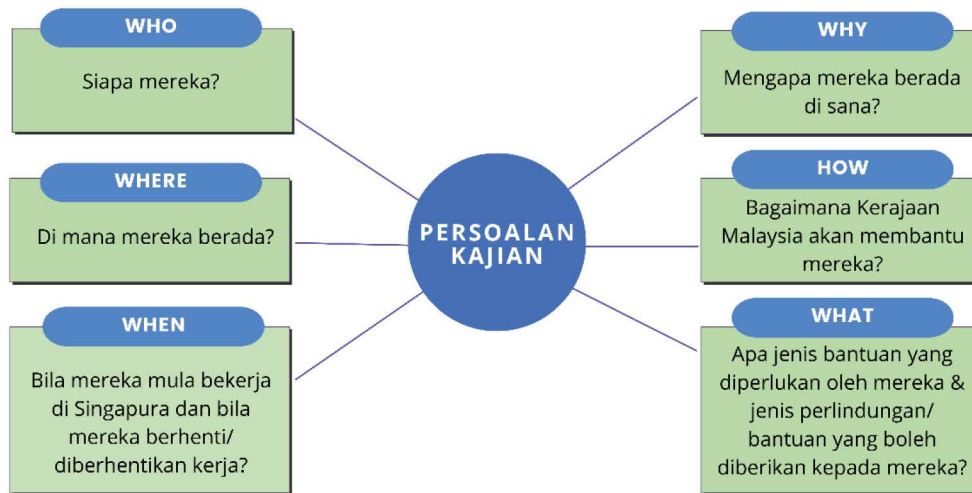 WHO
Siapa mereka?
WHERE
Di mana mereka berada?
WHEN
Bila mereka mula bekerja
di Singapura dan bila
mereka berhenti/
diberhentikan kerja?
PERSOALAN
KAJIAN
WHY
Mengapa mereka berada
di sana?
HOW
Bagaimana Kerajaan
Malaysia akan membantu
mereka?
WHAT
Apa jenis bantuan yang
diperlukan oleh mereka &
jenis perlindungan/
bantuan yang boleh
diberikan kepada mereka?